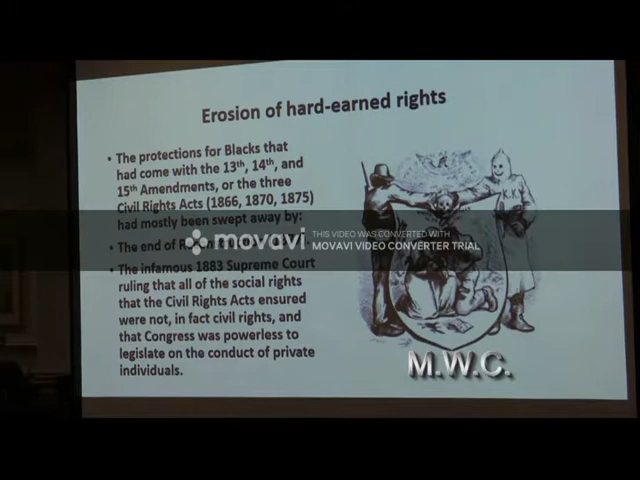 Erosion of hard-earned rights
• The protections for Blacks that
had come with the 13th, 14th, and
15th Amendments, or the three
Civil Rights Acts (1866, 1870, 1875)
had mostly been swept away by:
movavi
THIS VIDEO WAS CONVERTED WITH
MOVAVI VIDEO CONVERTER TRIAL
• The end of
• The infamous 1883 Supreme Court
ruling that all of the social rights
that the Civil Rights Acts ensured
were not, in fact civil rights, and
that Congress was powerless to
legislate on the conduct of private
individuals.
M.W.C.